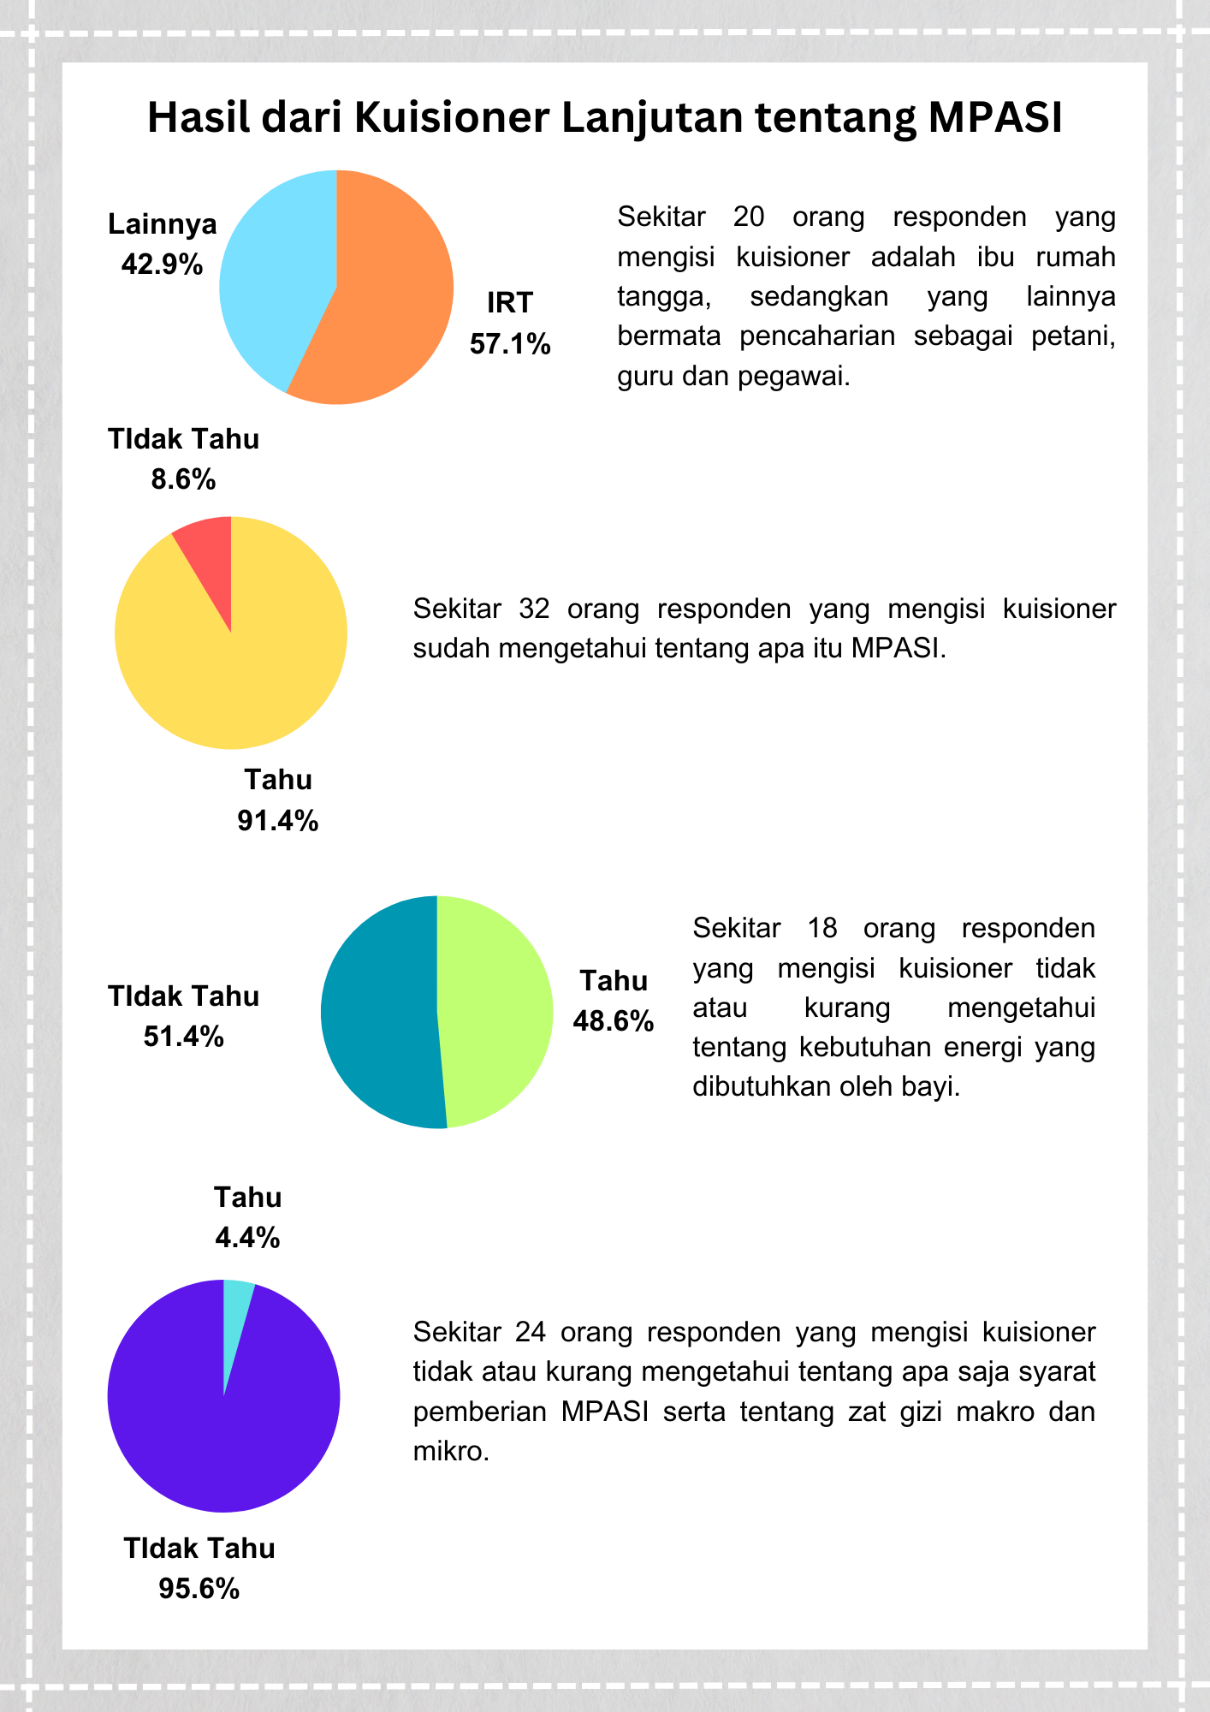 Hasil dari Kuisioner Lanjutan tentang MPASI
Lainnya
42.9%
IRT
57.1%
Sekitar 20 orang responden yang
mengisi kuisioner adalah ibu rumah
tangga, sedangkan yang lainnya
bermata pencaharian sebagai petani,
guru dan pegawai.
TIdak Tahu
8.6%
Tahu
91.4%
Sekitar 32 orang responden yang mengisi kuisioner
sudah mengetahui tentang apa itu MPASI.
TIdak Tahu
51.4%
Tahu
48.6%
Sekitar 18 orang responden
yang mengisi kuisioner tidak
atau kurang mengetahui
tentang kebutuhan energi yang
dibutuhkan oleh bayi.
Tahu
4.4%
TIdak Tahu
95.6%
Sekitar 24 orang responden yang mengisi kuisioner
tidak atau kurang mengetahui tentang apa saja syarat
pemberian MPASI serta tentang zat gizi makro dan
mikro.